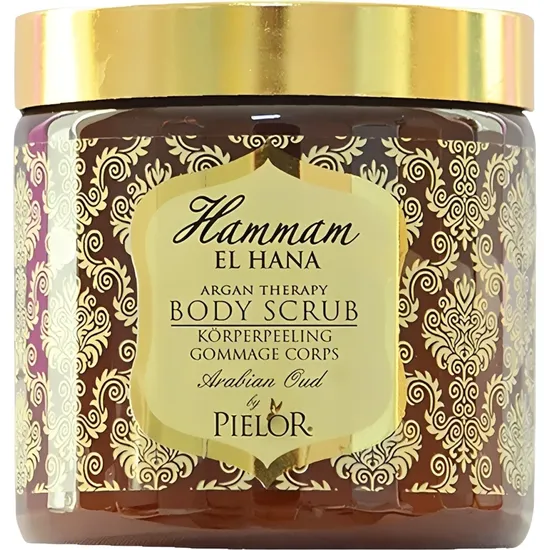 Hammam
EL HANA
ARGAN THERAPY
BODY SCRUB
KÖRPERPEELING
GOMMAGE CORPS
Arabian Oud
by
PIELOR®